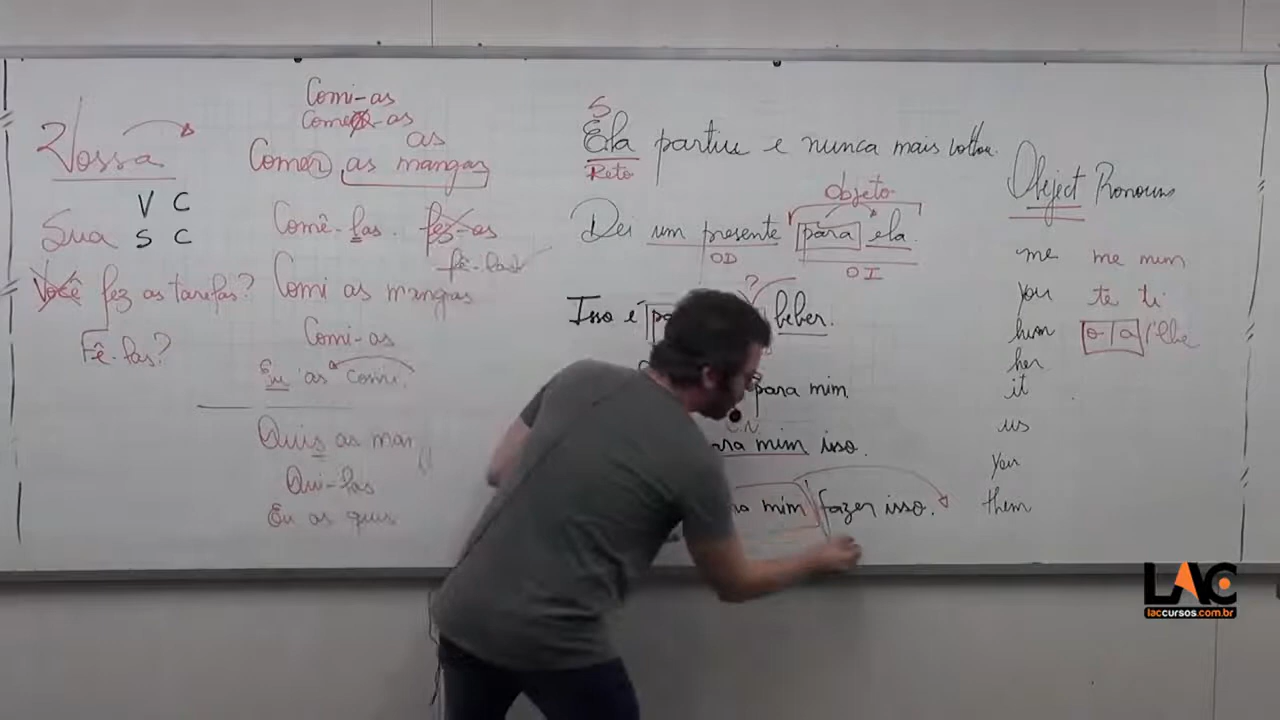 Vossa
V C
Sua S C
Você fez as tarefas?
Fê-las?
Comi-as
Comer-as
as
Comer as mangas
Comê-las. fez-as
fê-las
Comi as mangas
Comi-as
Eu as comi.
Quis as man
Qui-las
Eu as quis
S
Ela partiu e nunca mais voltou.
Reto
Objeto
Dei um presente para ela.
OD OI
?
Isso é pa beber.
para mim
C.N
ra mim isso.
ra mim fazer isso.
Object Pronouns
me me mim
you te ti
him o/a/lhe
her
it
us
you
them
LAC
laccursos.com.br